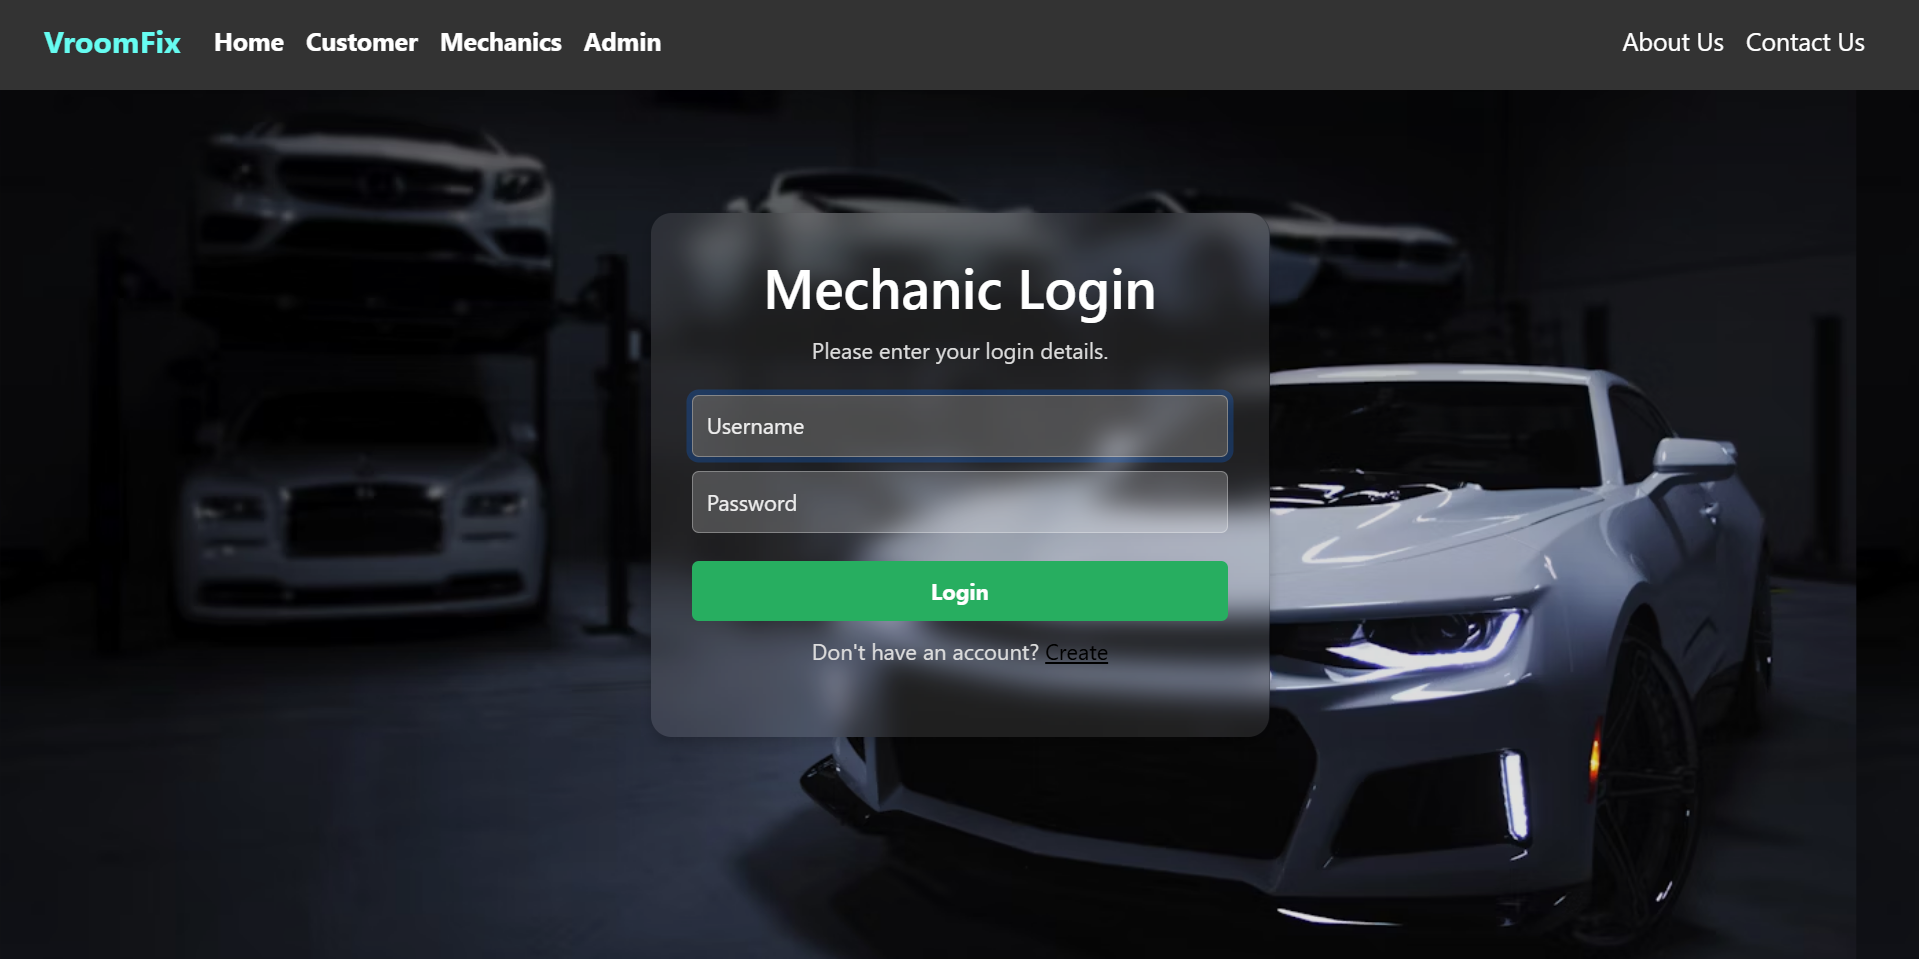 VroomFix Home Customer Mechanics Admin About Us Contact Us
Mechanic Login
Please enter your login details.
Username
Password
Login
Don't have an account? Create